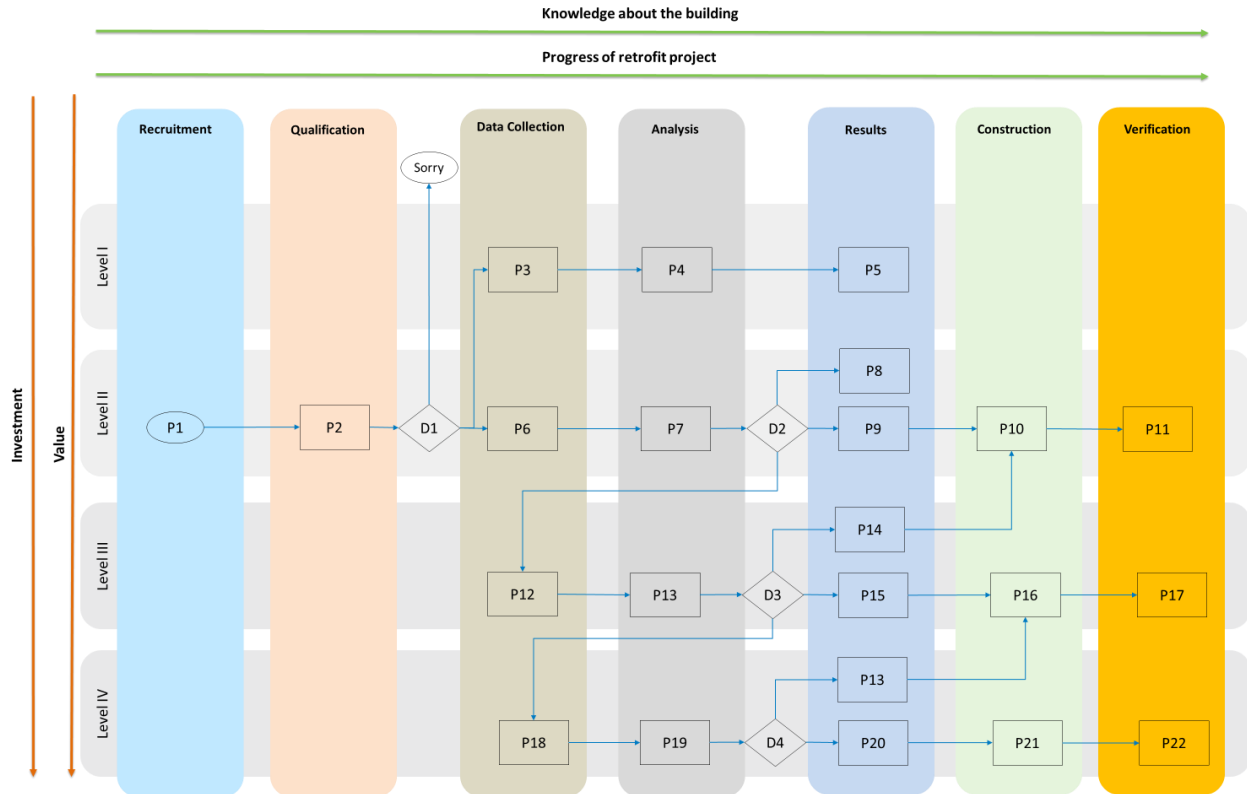 Knowledge about the building
Progress of retrofit project
Recruitment
Qualification
Data Collection
Analysis
Results
Construction
Verification
Sorry
Level I
P3
P4
P5
Investment
Value
Level II
P8
P1
P2
D1
P6
P7
D2
P9
P10
P11
Level III
P14
P12
P13
D3
P15
P16
P17
Level IV
P13
P18
P19
D4
P20
P21
P22